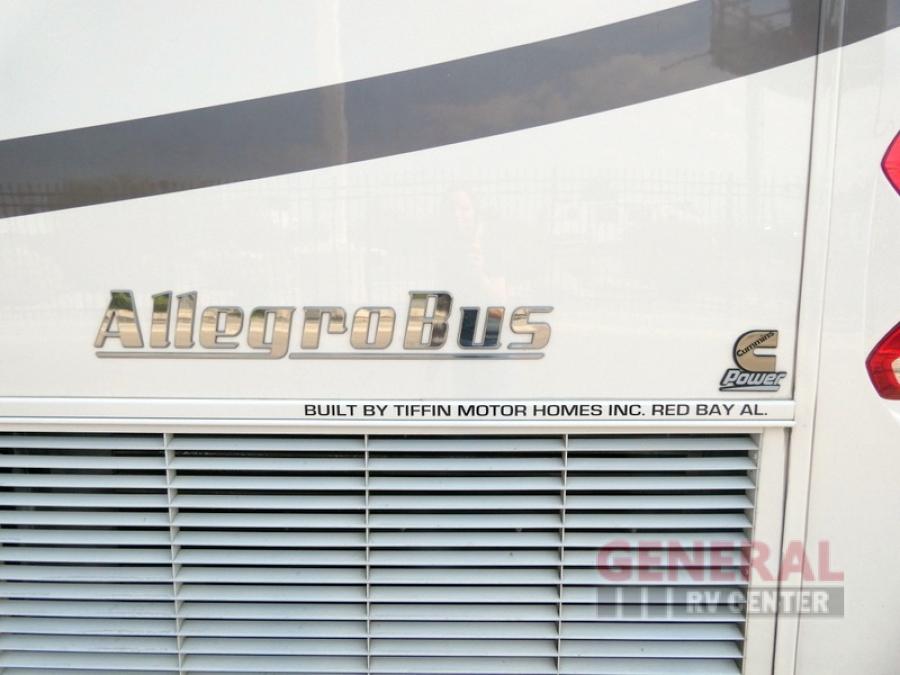 AllegroBus
Cummins
Power
BUILT BY TIFFIN MOTOR HOMES INC. RED BAY AL.
GENERAL
RV CENTER